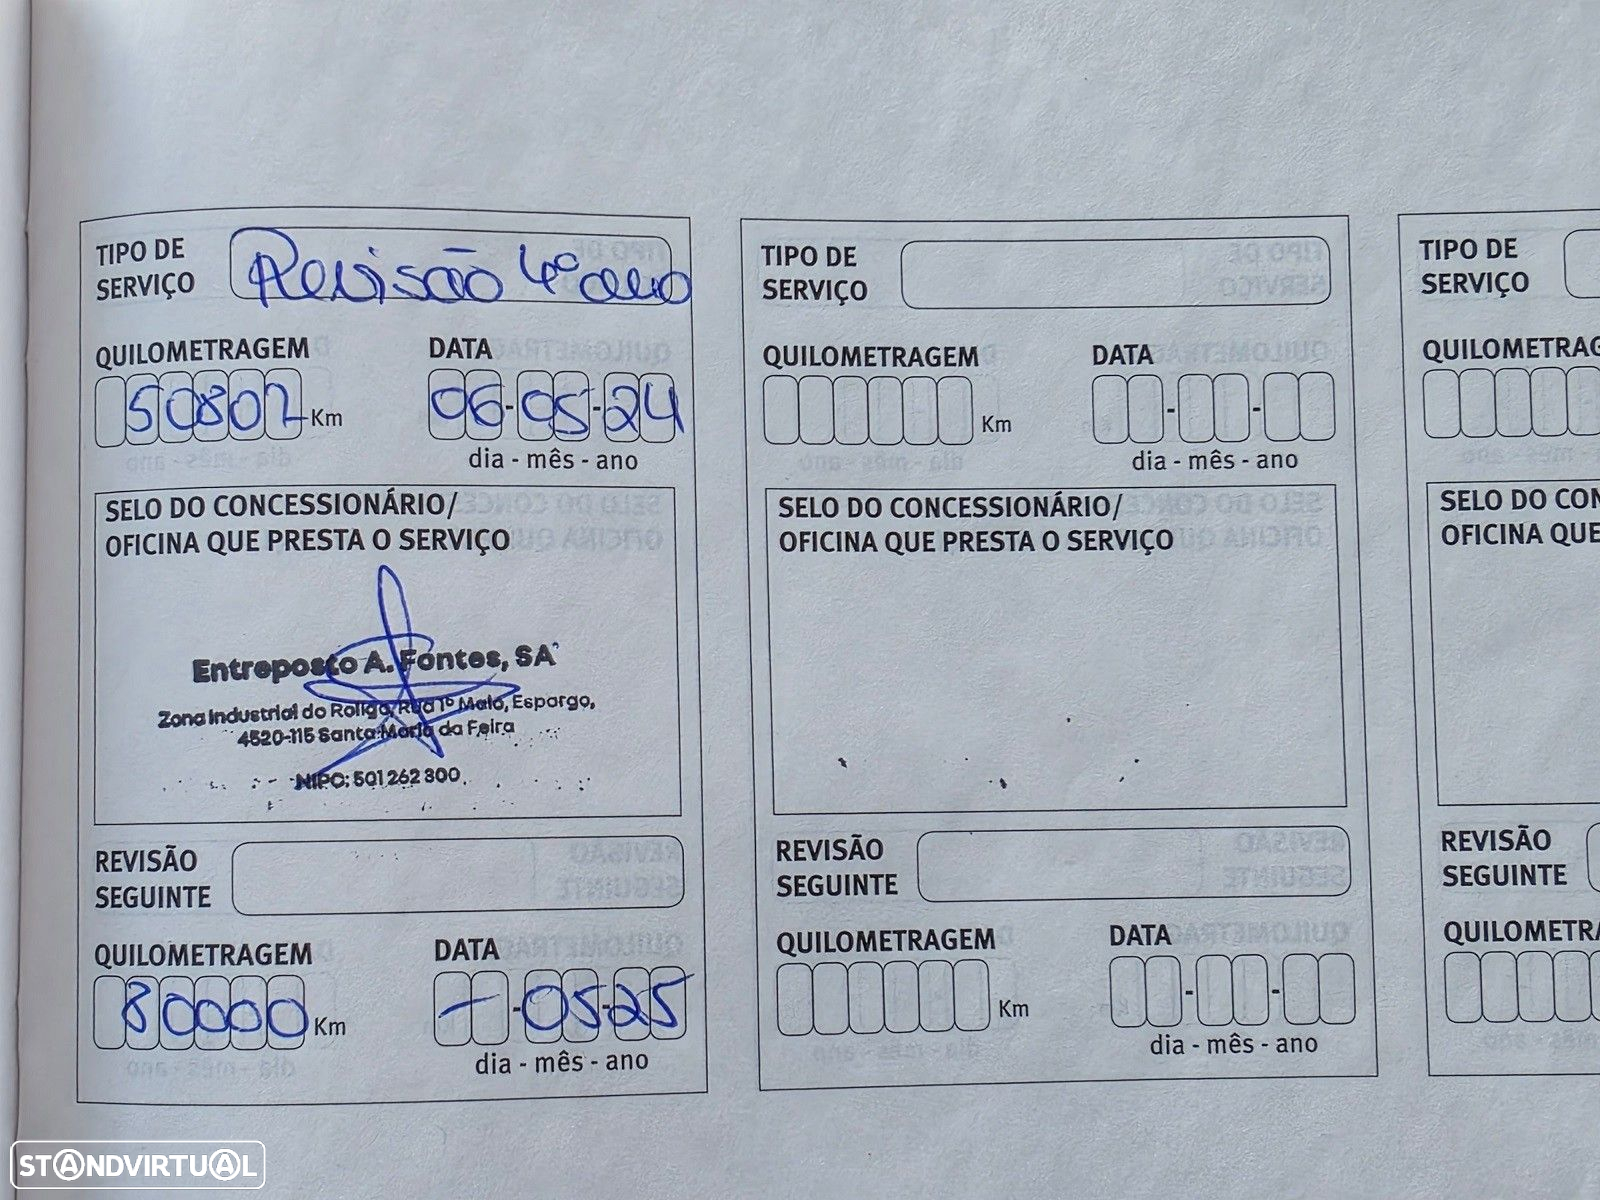 TIPO DE
SERVIÇO
Revisão 4º ano
QUILOMETRAGEM
50802 Km
DATA
06-05-24
dia - mês - ano
SELO DO CONCESSIONÁRIO/
OFICINA QUE PRESTA O SERVIÇO
Entreposto A. Fontes, SA
Zona Industrial do Roligo, Rua 1º Maio, Espargo,
4520-115 Santa Maria da Feira
NIPC: 501 262 800
REVISÃO
SEGUINTE
QUILOMETRAGEM
80000 Km
DATA
- -05-25
dia - mês - ano
TIPO DE
SERVIÇO
QUILOMETRAGEM
Km
DATA
- -
dia - mês - ano
SELO DO CONCESSIONÁRIO/
OFICINA QUE PRESTA O SERVIÇO
REVISÃO
SEGUINTE
QUILOMETRAGEM
Km
DATA
- -
dia - mês - ano
TIPO DE
SERVIÇO
QUILOMETRAG
SELO DO CON
OFICINA QUE
REVISÃO
SEGUINTE
QUILOMETRA
STANDVIRTUAL